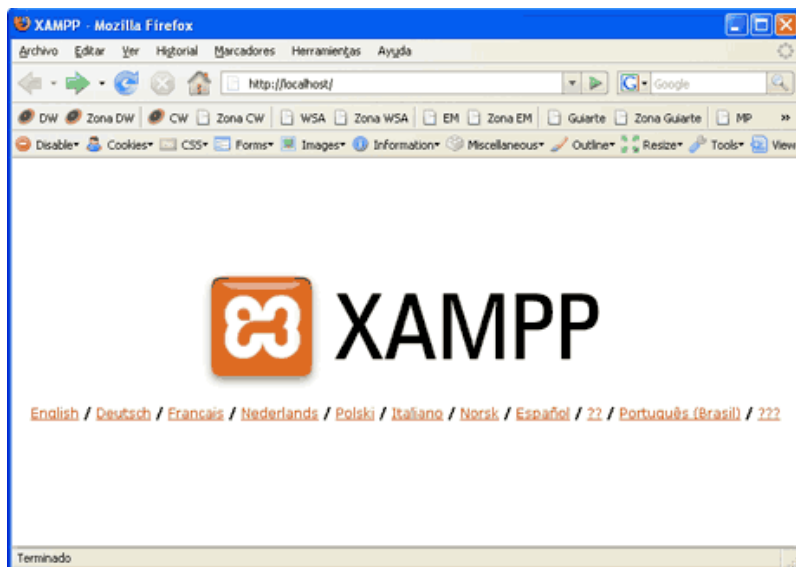 XAMPP - Mozilla Firefox
Archivo Editar Ver Historial Marcadores Herramientas Ayuda
http://localhost/ G Google
DW Zona DW CW Zona CW WSA Zona WSA EM Zona EM Guiarte Zona Guiarte MP »
Disable Cookies CSS Forms Images Information Miscellaneous Outline Resize Tools View
XAMPP
English / Deutsch / Francais / Nederlands / Polski / Italiano / Norsk / Español / ?? / Português (Brasil) / ???
Terminado